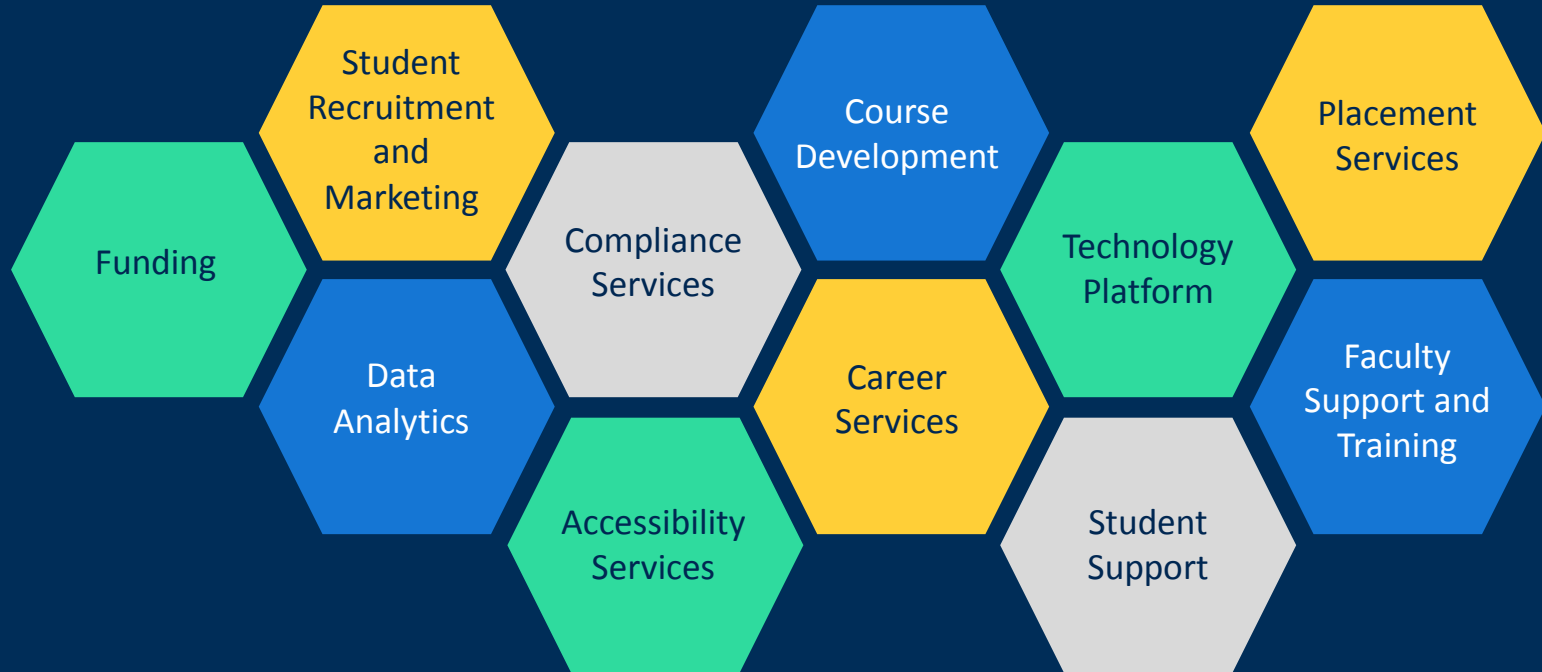 Student
Recruitment
and
Marketing
Course
Development
Placement
Services
Funding
Compliance
Services
Technology
Platform
Data
Analytics
Career
Services
Faculty
Support and
Training
Accessibility
Services
Student
Support